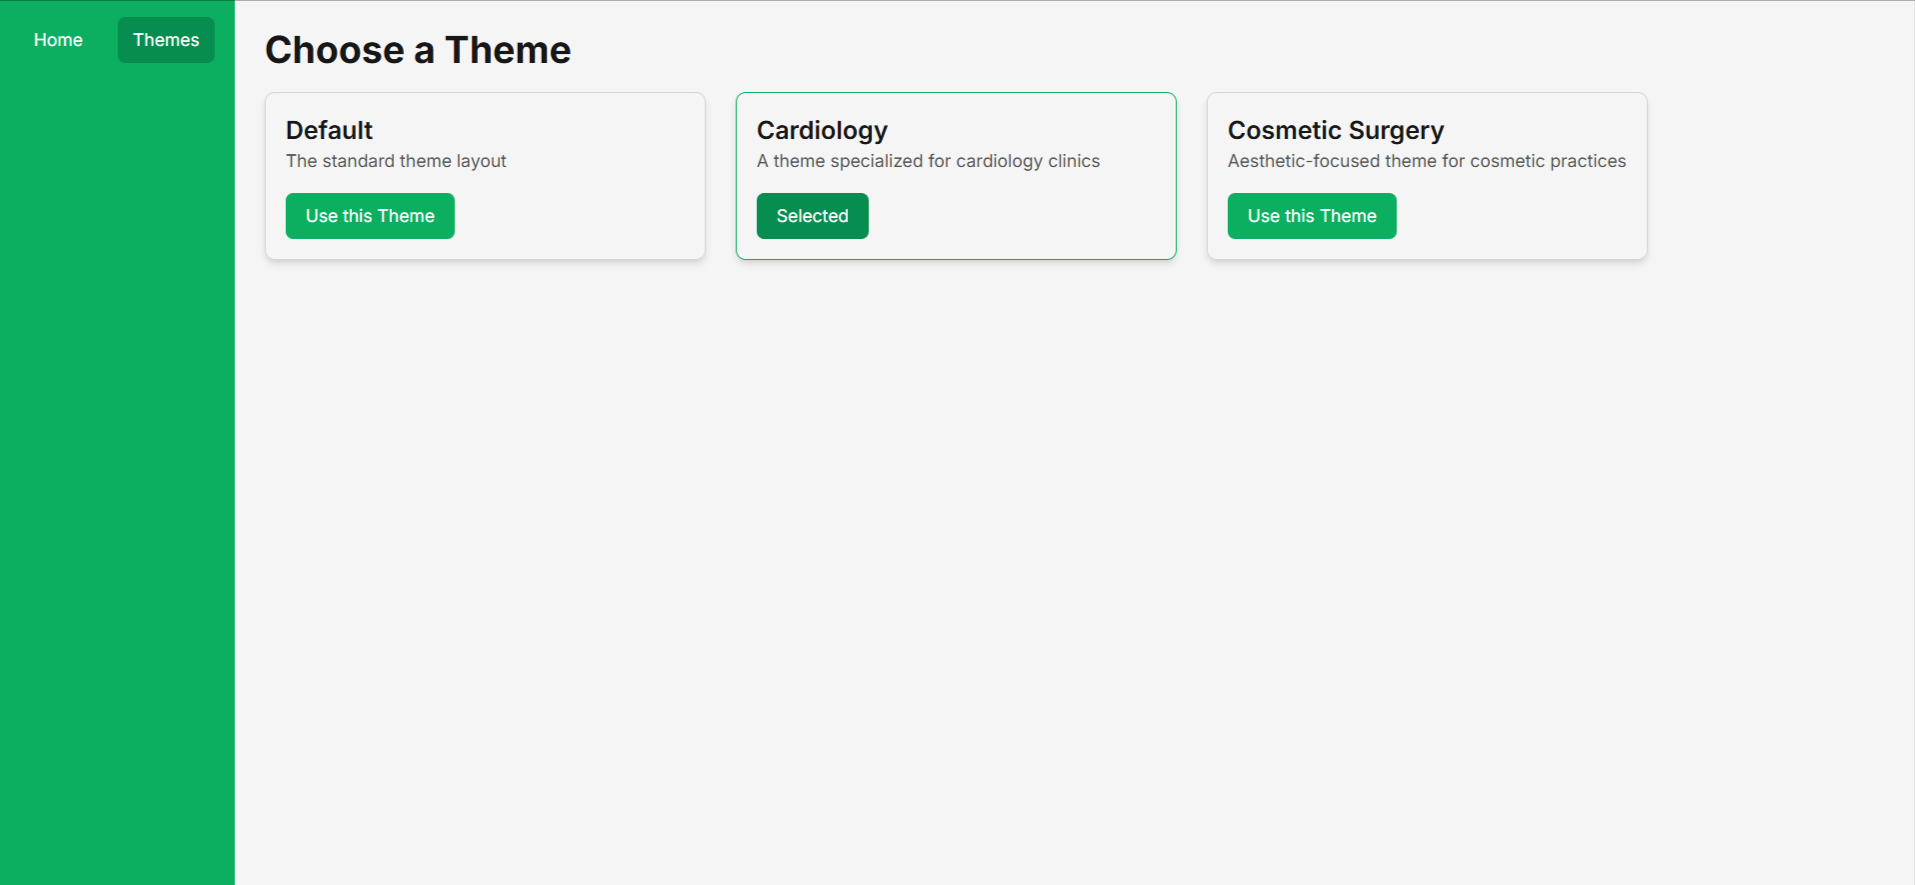 Home
Themes
Choose a Theme
Default
The standard theme layout
Use this Theme
Cardiology
A theme specialized for cardiology clinics
Selected
Cosmetic Surgery
Aesthetic-focused theme for cosmetic practices
Use this Theme